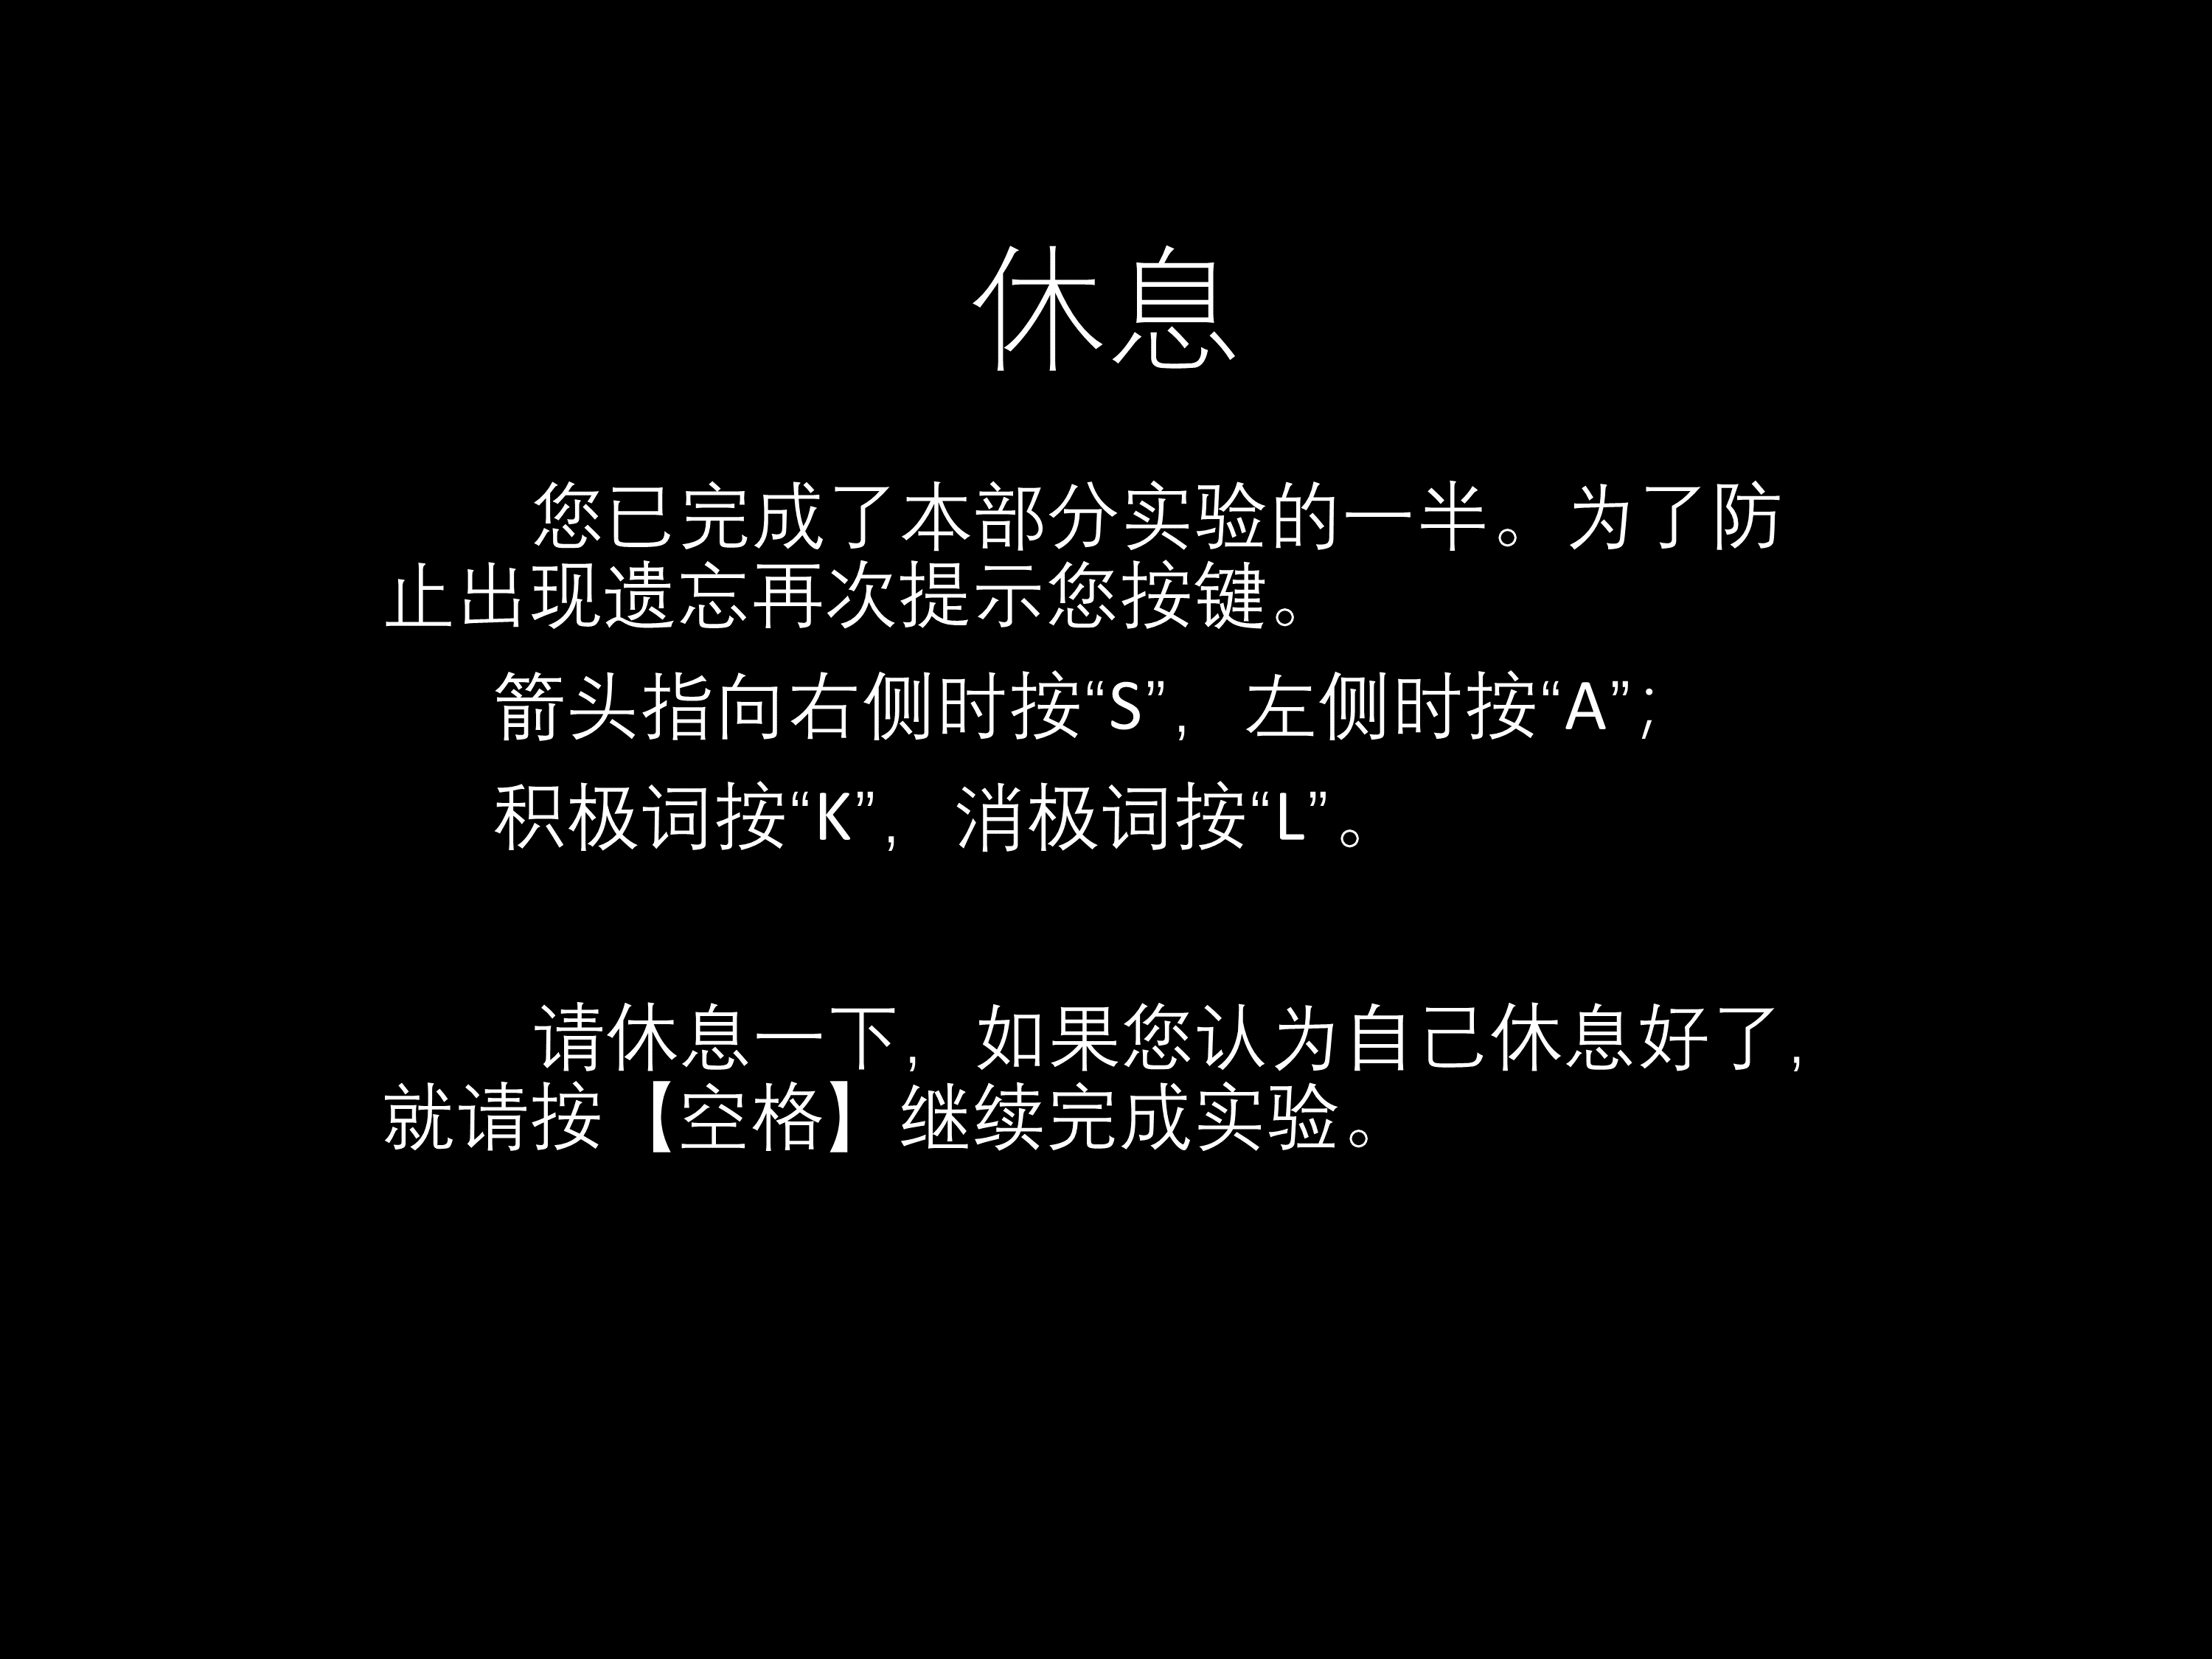 休息
您已完成了本部分实验的一半。为了防
止出现遗忘再次提示您按键。
箭头指向右侧时按“S”，左侧时按“A”；
积极词按“K”，消极词按“L”。
请休息一下，如果您认为自己休息好了，
就请按【空格】继续完成实验。